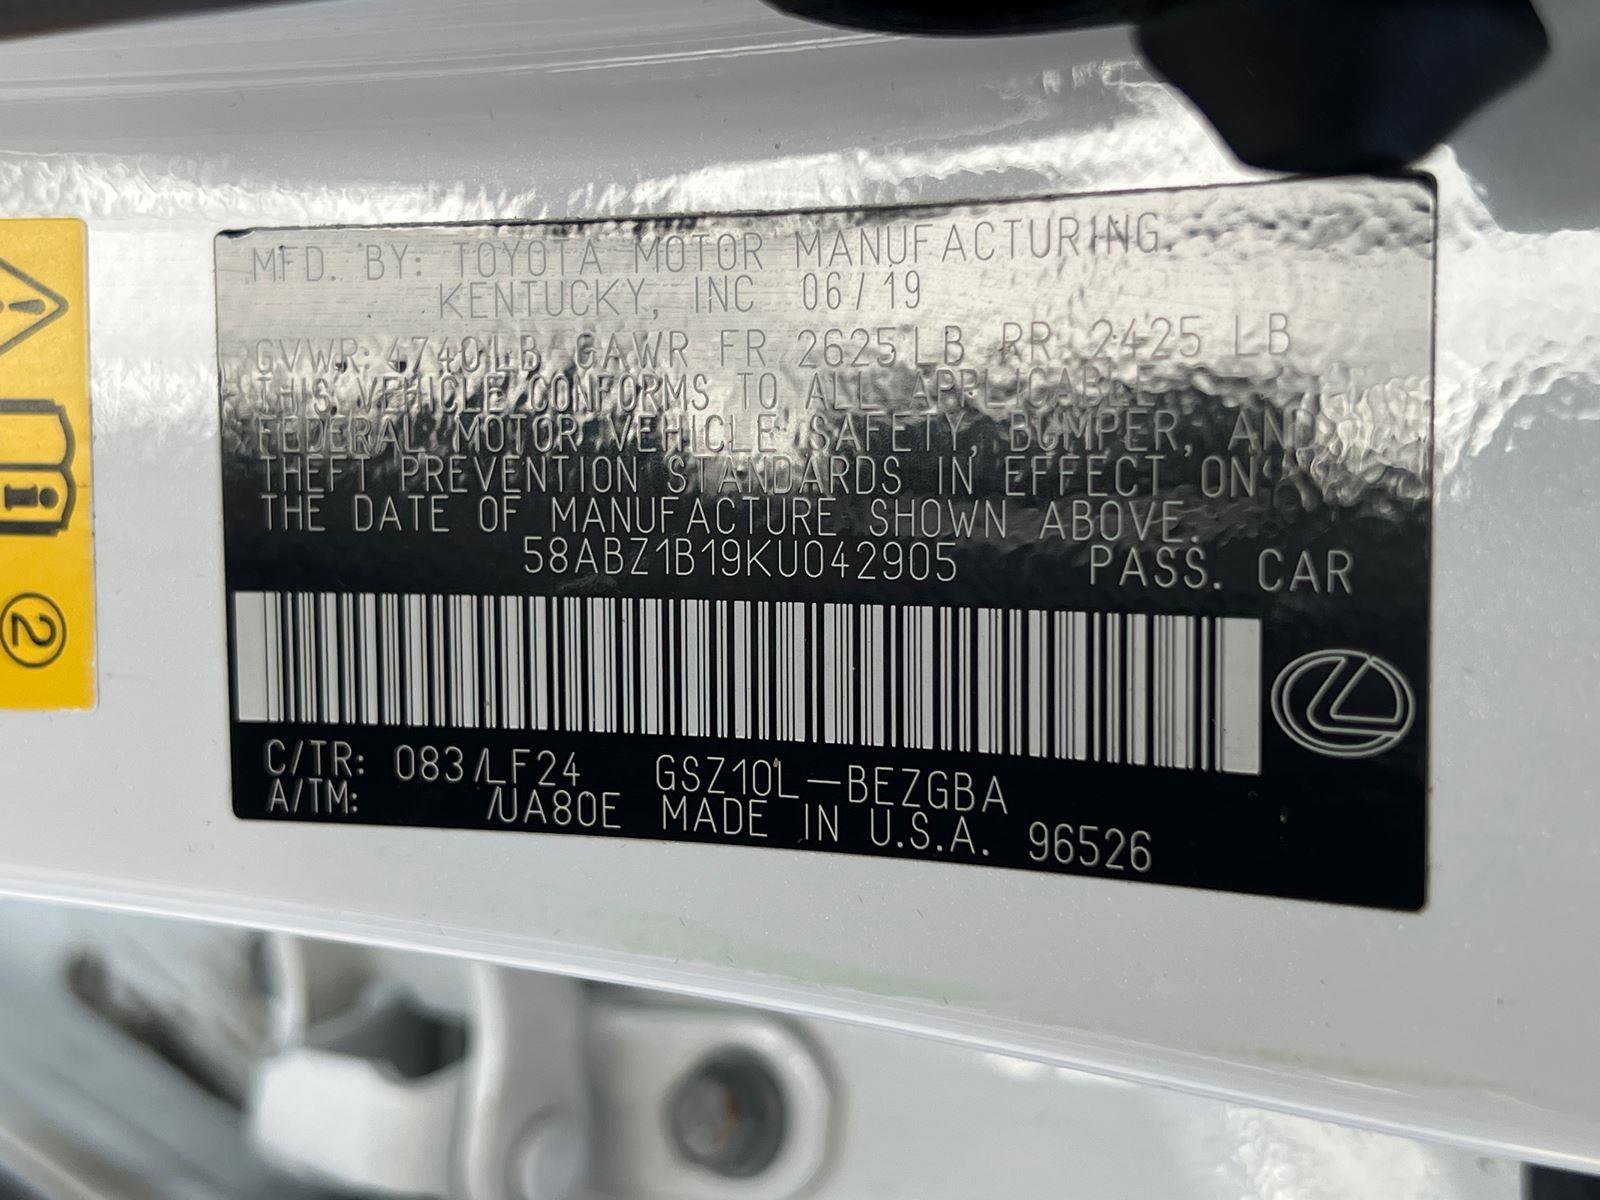 MFD. BY: TOYOTA MOTOR MANUFACTURING,
KENTUCKY, INC 06/19
GVWR: 4740LB GAWR FR 2625LB RR 2425 LB
THIS VEHICLE CONFORMS TO ALL APPLICABLE
FEDERAL MOTOR VEHICLE SAFETY, BUMPER, AND
THEFT PREVENTION STANDARDS IN EFFECT ON
THE DATE OF MANUFACTURE SHOWN ABOVE.
58ABZ1B19KU042905 PASS. CAR
C/TR: 083/LF24 GSZ10L-BEZGBA
A/TM: /UA80E MADE IN U.S.A. 96526
i
2